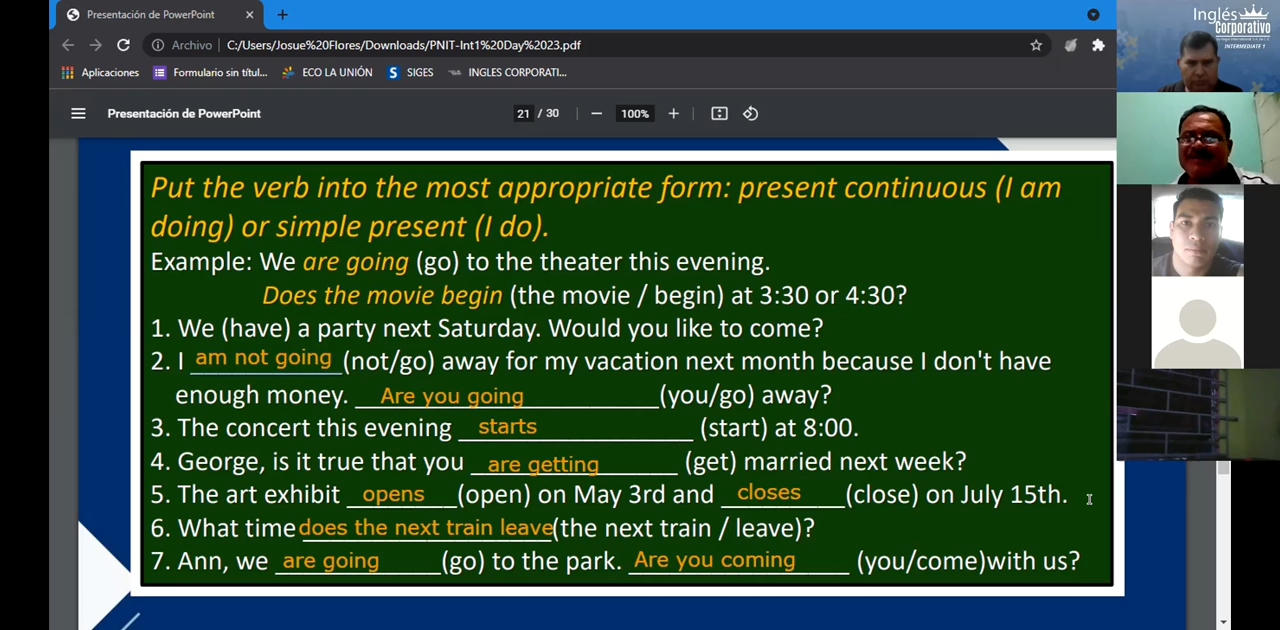 Presentación de PowerPoint
Archivo C:/Users/Josue%20Flores/Downloads/PNIT-Int1%20Day%2023.pdf
Aplicaciones Formulario sin títul... ECO LA UNIÓN SIGES INGLES CORPORATI...
Presentación de PowerPoint 21 / 30 100%
Inglés
Corporativo
INTERMEDIATE 1
Put the verb into the most appropriate form: present continuous (I am
doing) or simple present (I do).
Example: We are going (go) to the theater this evening.
Does the movie begin (the movie / begin) at 3:30 or 4:30?
1. We (have) a party next Saturday. Would you like to come?
2. I am not going (not/go) away for my vacation next month because I don't have
enough money. Are you going (you/go) away?
3. The concert this evening starts (start) at 8:00.
4. George, is it true that you are getting (get) married next week?
5. The art exhibit opens (open) on May 3rd and closes (close) on July 15th.
6. What time does the next train leave (the next train / leave)?
7. Ann, we are going (go) to the park. Are you coming (you/come)with us?